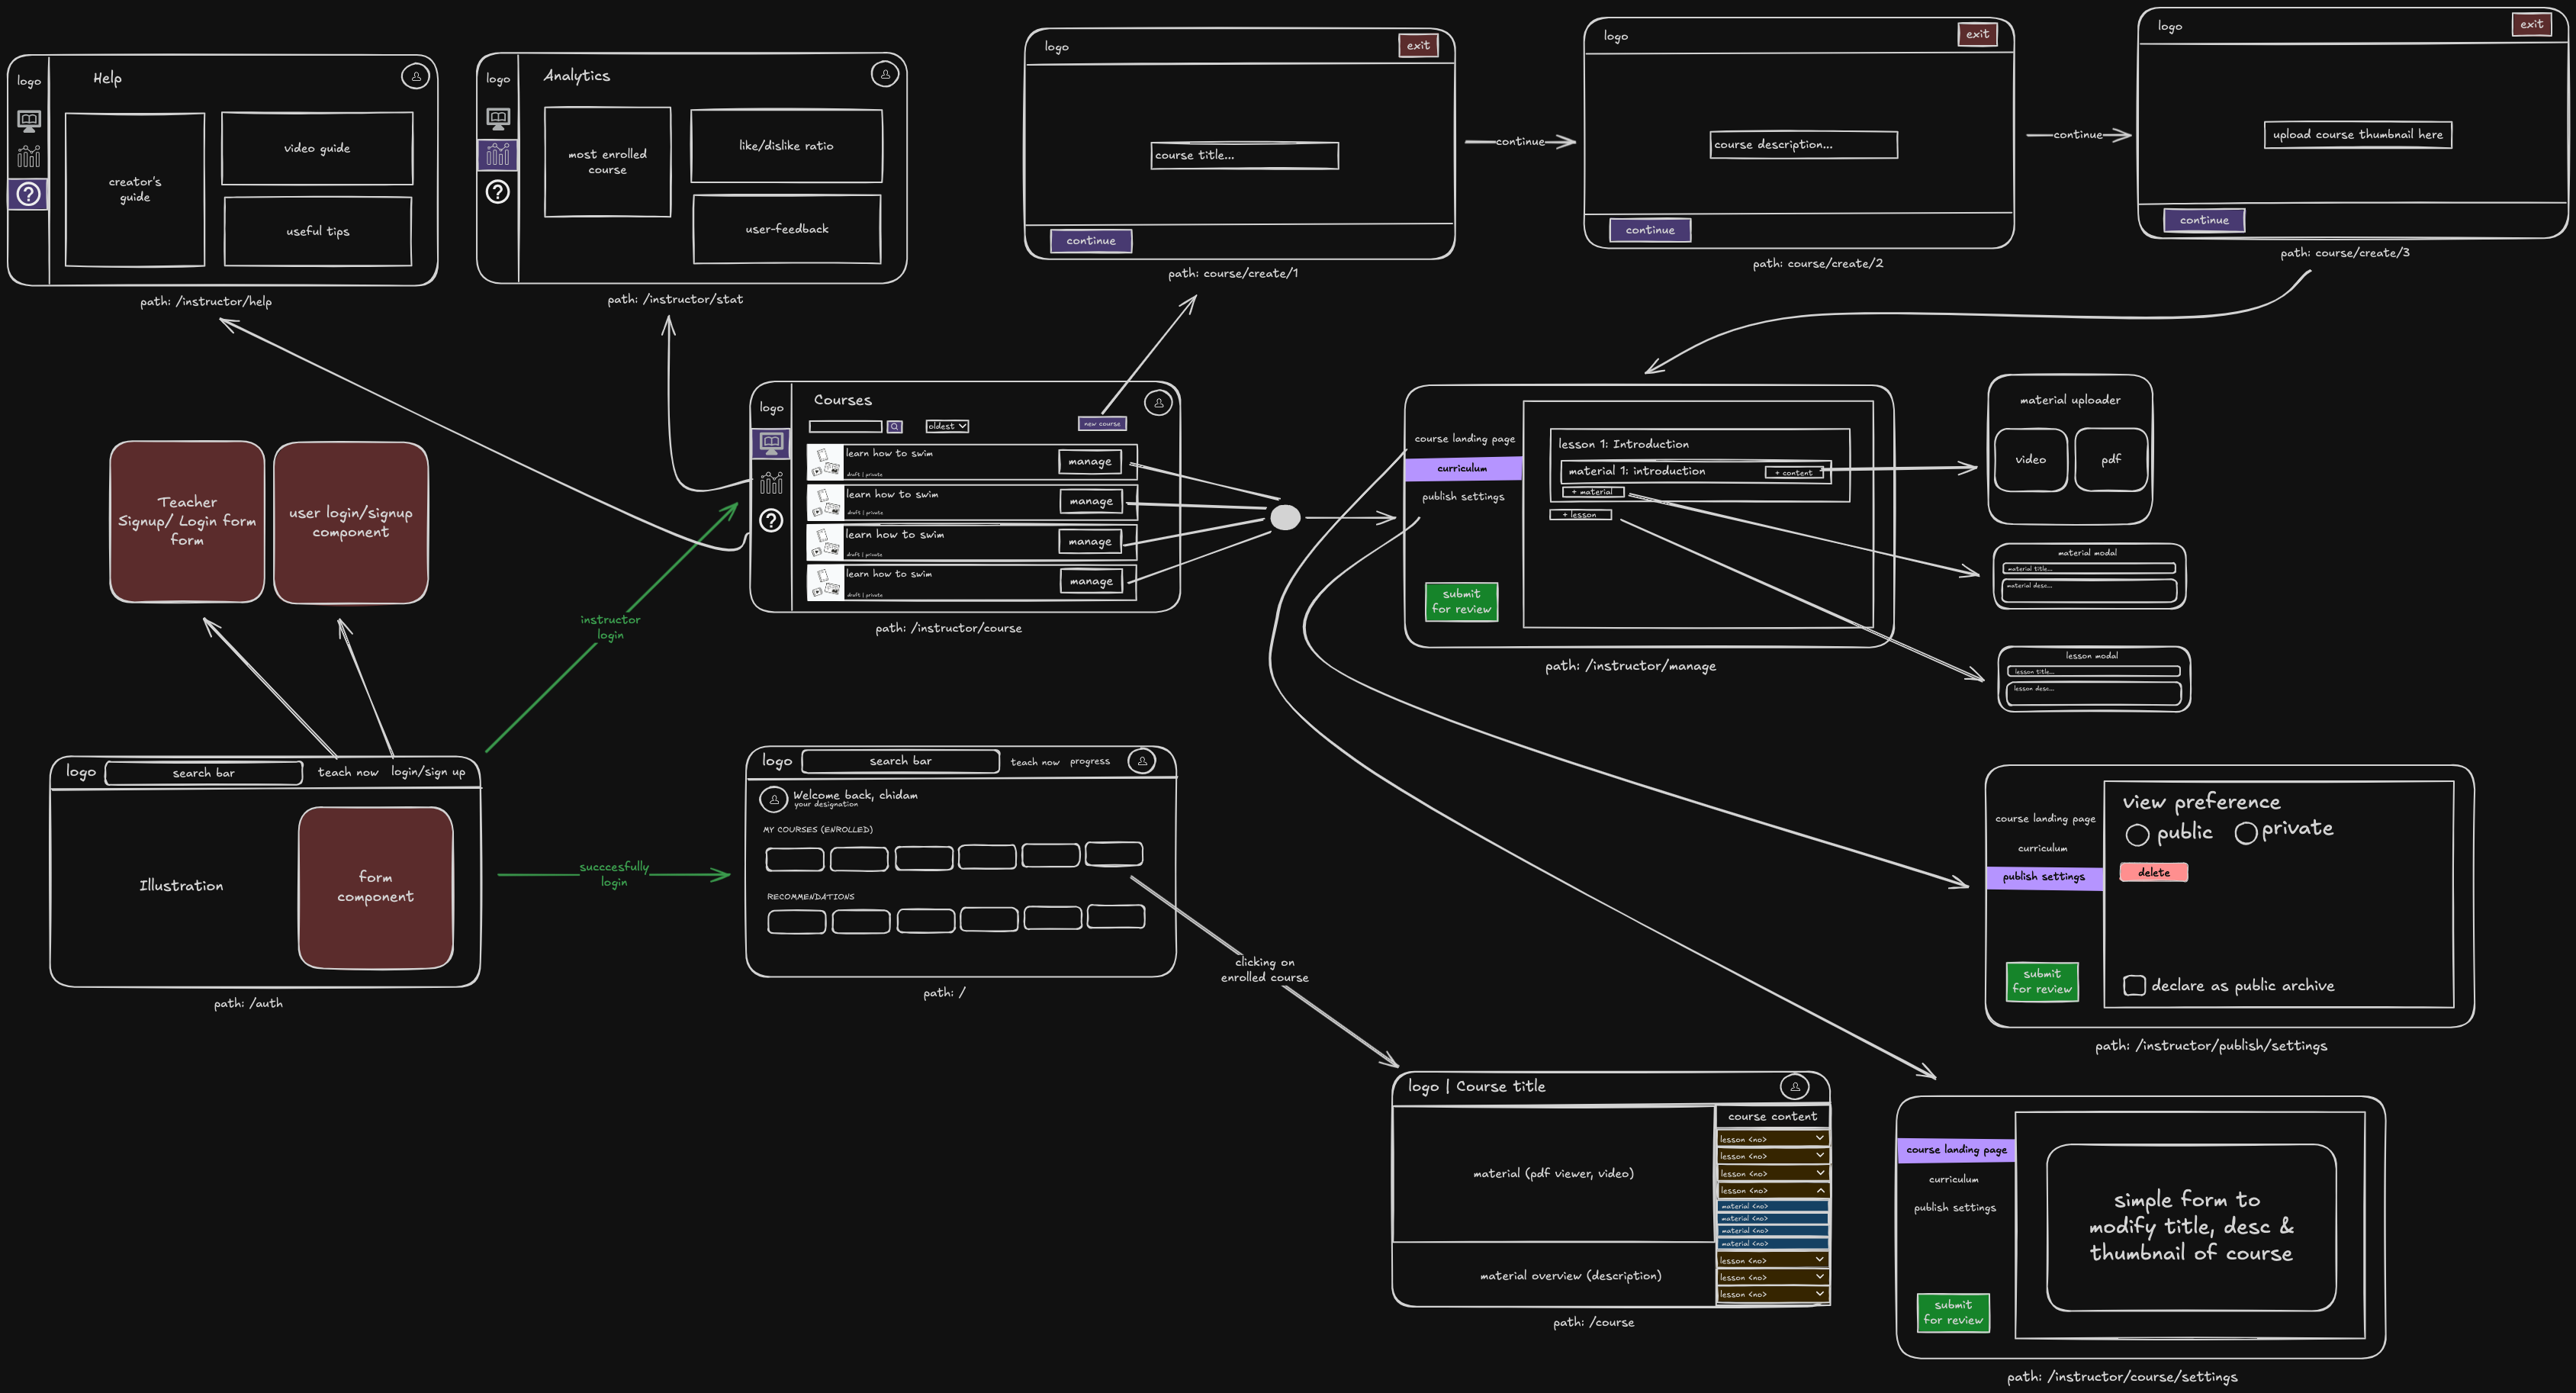 logo
Help
creator's
guide
video guide
useful tips
path: /instructor/help
logo
Analytics
most enrolled
course
like/dislike ratio
user-feedback
path: /instructor/stat
logo
exit
course title...
continue
path: course/create/1
continue
logo
exit
course description...
continue
path: course/create/2
continue
logo
exit
upload course thumbnail here
continue
path: course/create/3
Teacher
Signup/ Login form
form
user login/signup
component
instructor
login
logo
Courses
oldest
new course
learn how to swim
draft | private
manage
learn how to swim
draft | private
manage
learn how to swim
draft | private
manage
learn how to swim
draft | private
manage
path: /instructor/course
course landing page
curriculum
publish settings
submit
for review
lesson 1: Introduction
material 1: introduction
+ content
+ material
+ lesson
path: /instructor/manage
material uploader
video
pdf
material modal
material title...
material desc...
lesson modal
lesson title...
lesson desc...
logo
search bar
teach now
login/sign up
Illustration
form
component
path: /auth
succcesfully
login
logo
search bar
teach now
progress
Welcome back, chidam
your designation
MY COURSES (ENROLLED)
RECOMMENDATIONS
path: /
clicking on
enrolled course
course landing page
curriculum
publish settings
submit
for review
view preference
public
private
delete
declare as public archive
path: /instructor/publish/settings
logo | Course title
material (pdf viewer, video)
material overview (description)
course content
lesson <no>
lesson <no>
lesson <no>
lesson <no>
material <no>
material <no>
material <no>
material <no>
lesson <no>
lesson <no>
lesson <no>
path: /course
course landing page
curriculum
publish settings
submit
for review
simple form to
modify title, desc &
thumbnail of course
path: /instructor/course/settings